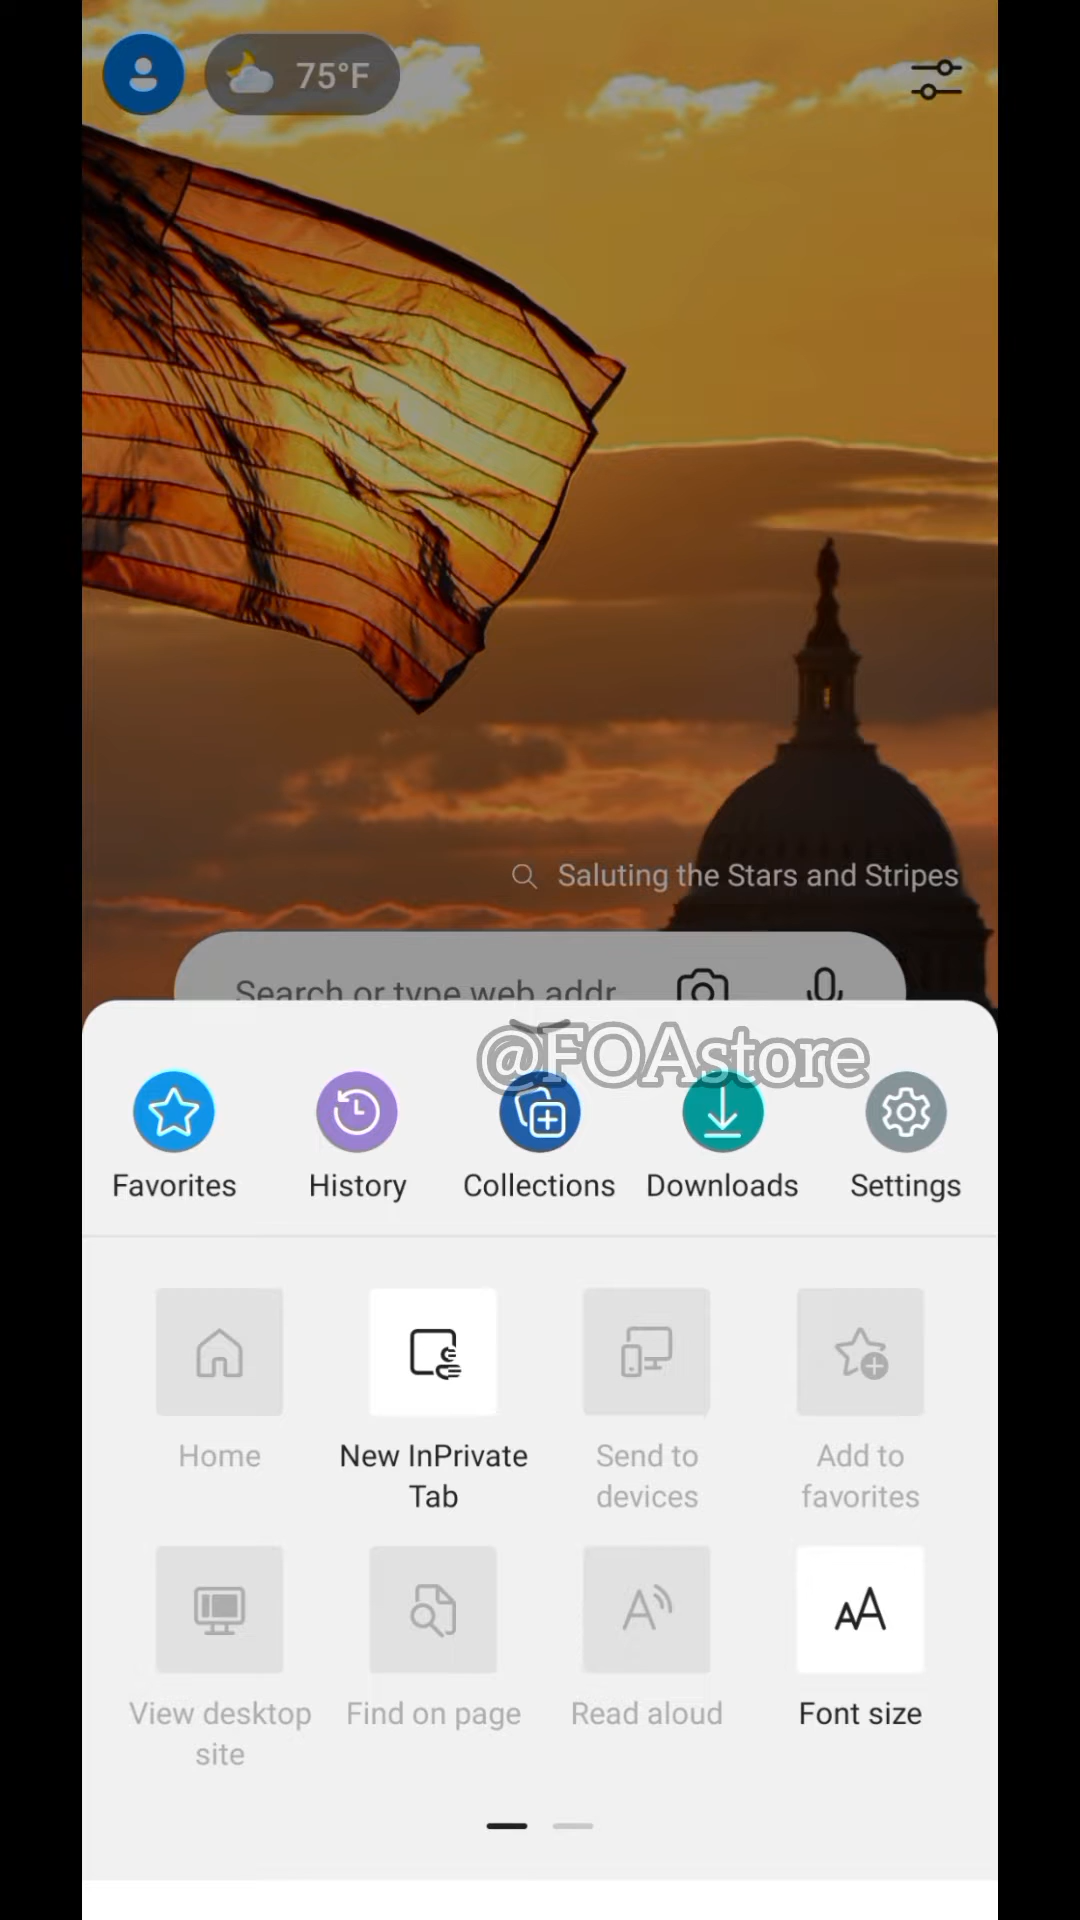 75°F
Saluting the Stars and Stripes
Search or type web addr
@FOAstore
Favorites
History
Collections
Downloads
Settings
Home
New InPrivate
Tab
Send to
devices
Add to
favorites
View desktop
site
Find on page
Read aloud
Font size